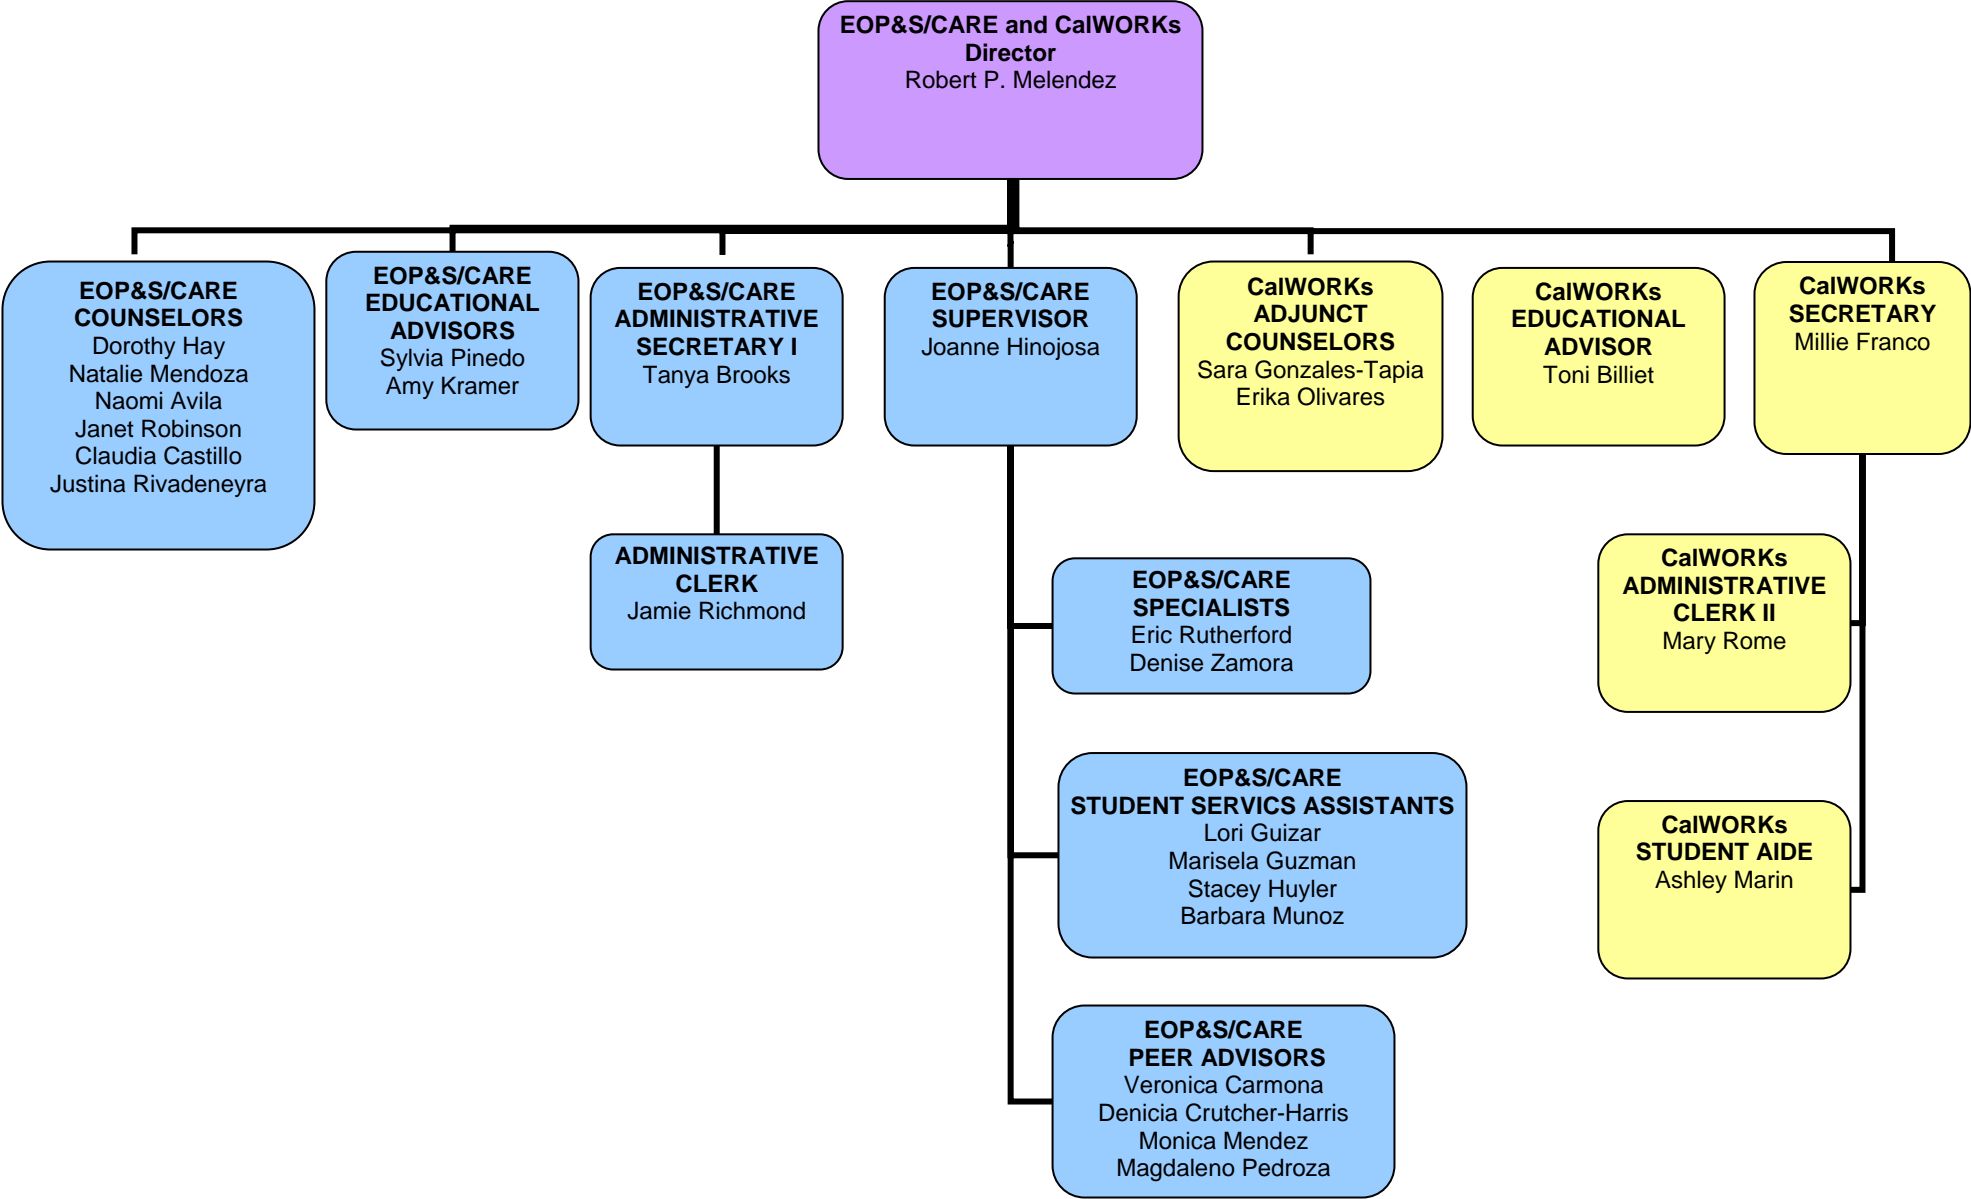 EOP&S/CARE and CalWORKs
Director
Robert P. Melendez
EOP&S/CARE
COUNSELORS
Dorothy Hay
Natalie Mendoza
Naomi Avila
Janet Robinson
Claudia Castillo
Justina Rivadeneyra
EOP&S/CARE
EDUCATIONAL
ADVISORS
Sylvia Pinedo
Amy Kramer
EOP&S/CARE
ADMINISTRATIVE
SECRETARY I
Tanya Brooks
EOP&S/CARE
SUPERVISOR
Joanne Hinojosa
CalWORKs
ADJUNCT
COUNSELORS
Sara Gonzales-Tapia
Erika Olivares
CalWORKs
EDUCATIONAL
ADVISOR
Toni Billiet
CalWORKs
SECRETARY
Millie Franco
ADMINISTRATIVE
CLERK
Jamie Richmond
EOP&S/CARE
SPECIALISTS
Eric Rutherford
Denise Zamora
CalWORKs
ADMINISTRATIVE
CLERK II
Mary Rome
EOP&S/CARE
STUDENT SERVICS ASSISTANTS
Lori Guizar
Marisela Guzman
Stacey Huyler
Barbara Munoz
CalWORKs
STUDENT AIDE
Ashley Marin
EOP&S/CARE
PEER ADVISORS
Veronica Carmona
Denicia Crutcher-Harris
Monica Mendez
Magdaleno Pedroza